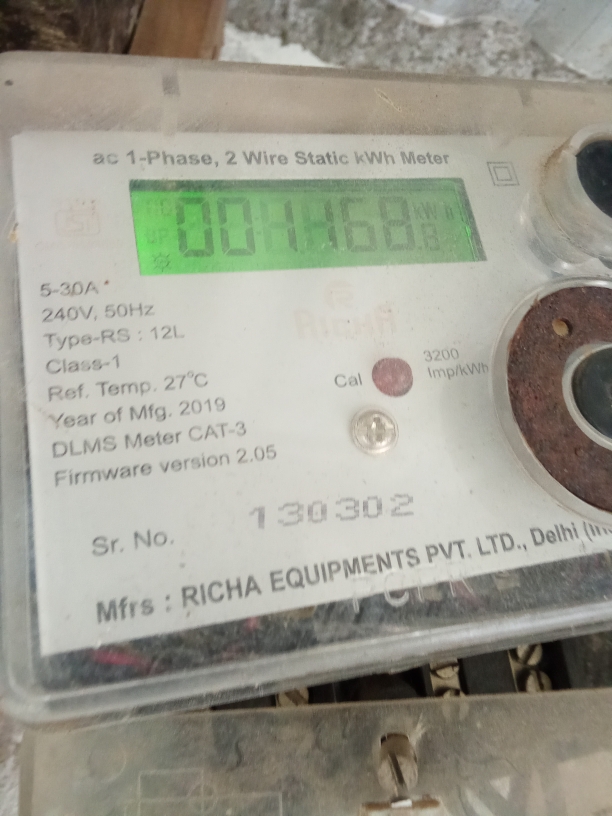 ac 1-Phase, 2 Wire Static kWh Meter
kWh
5-30A
240V, 50Hz
Type-RS : 12L
Class-1
Ref. Temp. 27°C
Year of Mfg. 2019
DLMS Meter CAT-3
Firmware version 2.05
RICHA
Cal
3200
Imp/kWh
Sr. No. 130302
Mfrs : RICHA EQUIPMENTS PVT. LTD., Delhi